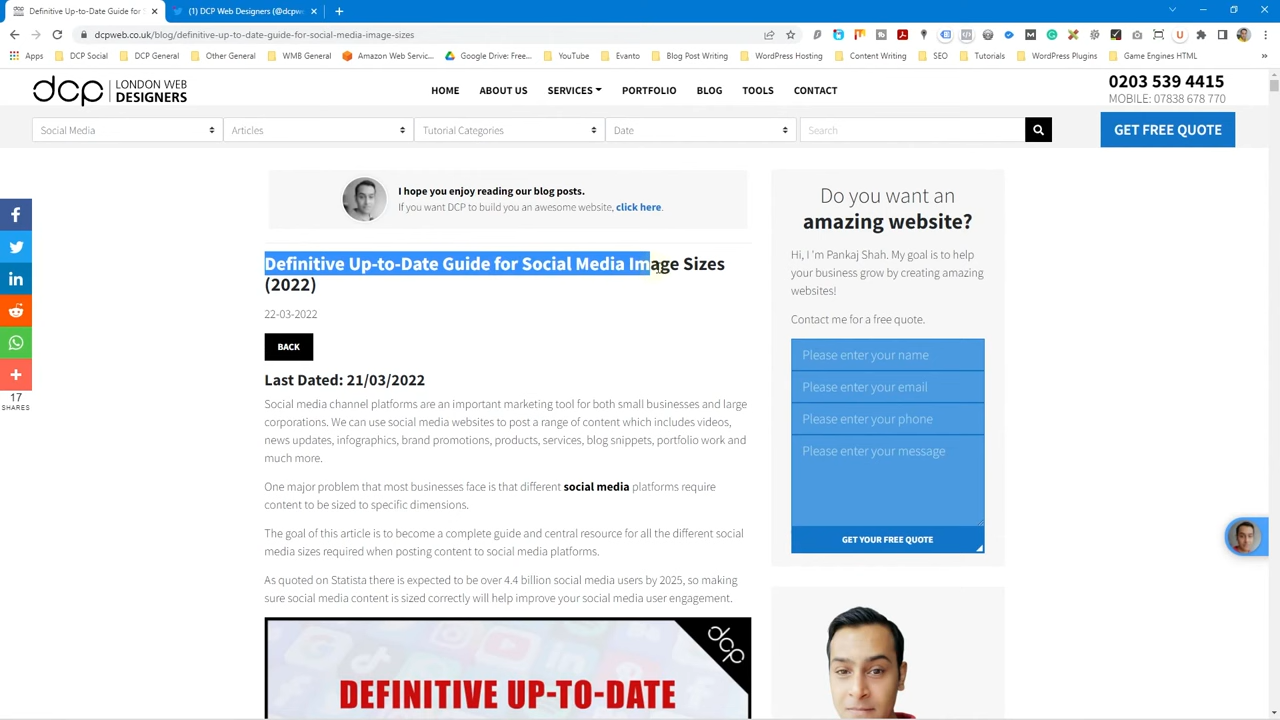 Definitive Up-to-Date Guide for S
(1) DCP Web Designers (@dcpw
dcpweb.co.uk/blog/definitive-up-to-date-guide-for-social-media-image-sizes
Apps DCP Social DCP General Other General WMB General Amazon Web Servic... Google Drive: Free... YouTube Evanto Blog Post Writing WordPress Hosting Content Writing SEO Tutorials WordPress Plugins Game Engines HTML
dcp LONDON WEB DESIGNERS
HOME ABOUT US SERVICES PORTFOLIO BLOG TOOLS CONTACT
0203 539 4415
MOBILE: 07838 678 770
Social Media Articles Tutorial Categories Date Search
GET FREE QUOTE
I hope you enjoy reading our blog posts.
If you want DCP to build you an awesome website, click here.
Definitive Up-to-Date Guide for Social Media Image Sizes
(2022)
22-03-2022
BACK
Last Dated: 21/03/2022
Social media channel platforms are an important marketing tool for both small businesses and large
corporations. We can use social media websites to post a range of content which includes videos,
news updates, infographics, brand promotions, products, services, blog snippets, portfolio work and
much more.
One major problem that most businesses face is that different social media platforms require
content to be sized to specific dimensions.
The goal of this article is to become a complete guide and central resource for all the different social
media sizes required when posting content to social media platforms.
As quoted on Statista there is expected to be over 4.4 billion social media users by 2025, so making
sure social media content is sized correctly will help improve your social media user engagement.
dcp
DEFINITIVE UP-TO-DATE
17
SHARES
Do you want an
amazing website?
Hi, I 'm Pankaj Shah. My goal is to help
your business grow by creating amazing
websites!
Contact me for a free quote.
Please enter your name
Please enter your email
Please enter your phone
Please enter your message
GET YOUR FREE QUOTE